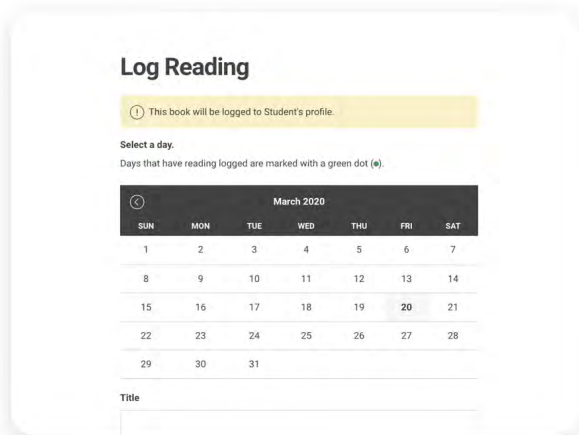 Log Reading
This book will be logged to Student's profile.
Select a day.
Days that have reading logged are marked with a green dot (●).
March 2020
SUN MON TUE WED THU FRI SAT
1 2 3 4 5 6 7
8 9 10 11 12 13 14
15 16 17 18 19 20 21
22 23 24 25 26 27 28
29 30 31
Title